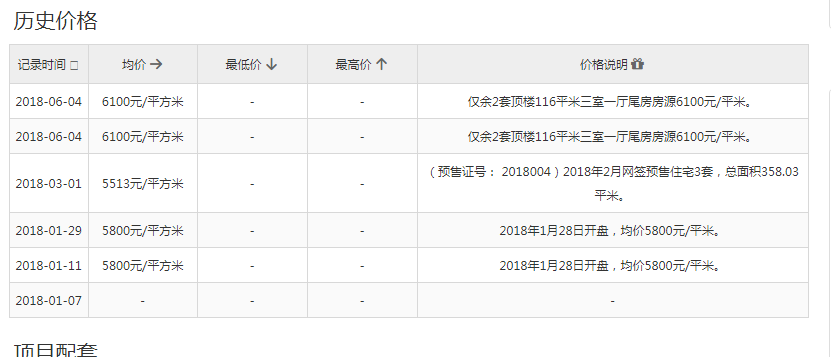 历史价格
记录时间 均价 最低价 最高价 价格说明
2018-06-04 6100元/平方米 - - 仅余2套顶楼116平米三室一厅尾房房源6100元/平米。
2018-06-04 6100元/平方米 - - 仅余2套顶楼116平米三室一厅尾房房源6100元/平米。
2018-03-01 5513元/平方米 - - （预售证号： 2018004）2018年2月网签预售住宅3套，总面积358.03
平米。
2018-01-29 5800元/平方米 - - 2018年1月28日开盘，均价5800元/平米。
2018-01-11 5800元/平方米 - - 2018年1月28日开盘，均价5800元/平米。
2018-01-07 - - - -
项目配套